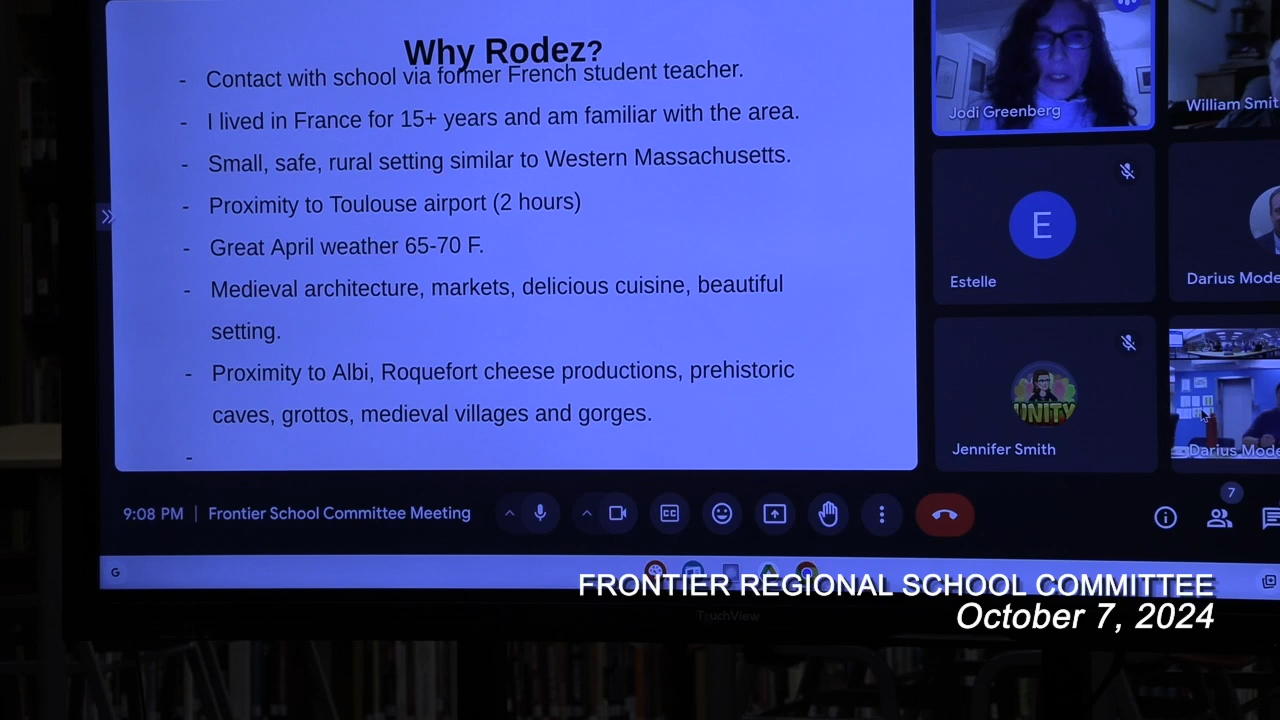 Why Rodez?
- Contact with school via former French student teacher.
- I lived in France for 15+ years and am familiar with the area.
- Small, safe, rural setting similar to Western Massachusetts.
- Proximity to Toulouse airport (2 hours)
- Great April weather 65-70 F.
- Medieval architecture, markets, delicious cuisine, beautiful
setting.
- Proximity to Albi, Roquefort cheese productions, prehistoric
caves, grottos, medieval villages and gorges.
-
Jodi Greenberg
William Smit
E
Estelle
Darius Mode
UNITY
Jennifer Smith
Darius Mode
9:08 PM | Frontier School Committee Meeting
CC
7
G
TouchView
FRONTIER REGIONAL SCHOOL COMMITTEE
October 7, 2024